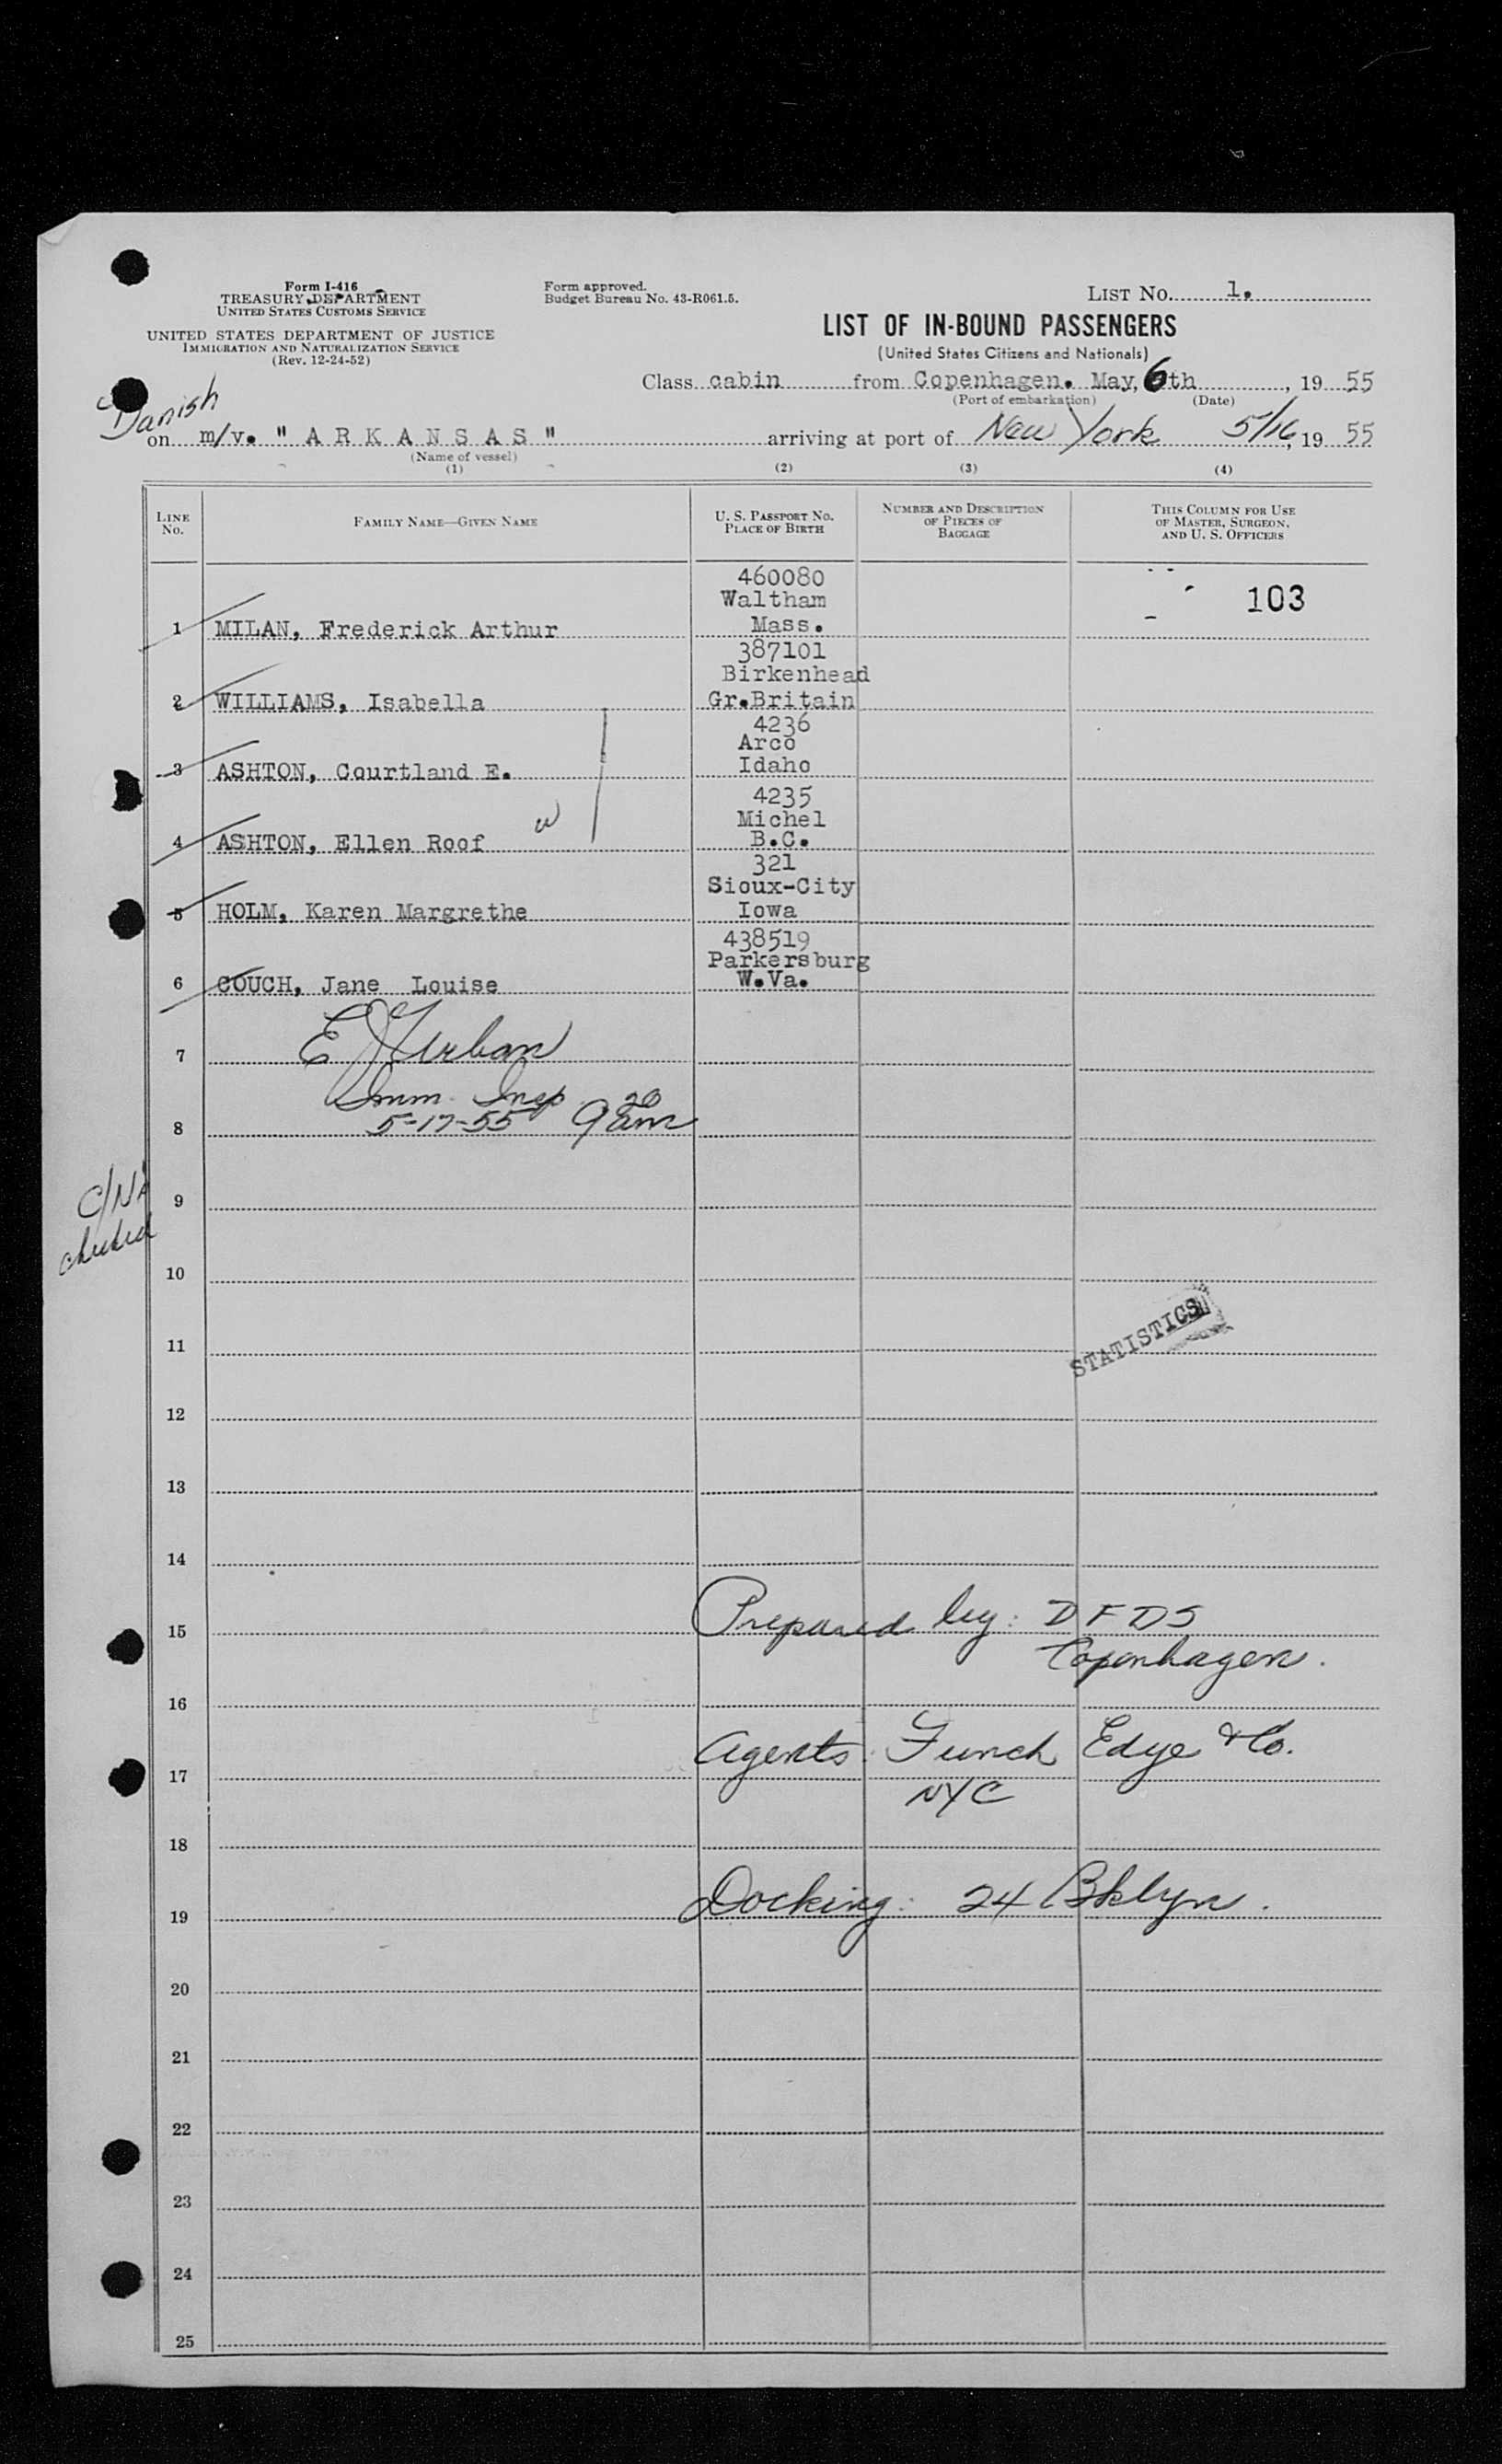 Form I-416
TREASURY DEPARTMENT
UNITED STATES CUSTOMS SERVICE
UNITED STATES DEPARTMENT OF JUSTICE
IMMIGRATION AND NATURALIZATION SERVICE
(Rev. 12-24-52)
Form approved.
Budget Bureau No. 43-R061.5.
LIST No. 1.
LIST OF IN-BOUND PASSENGERS
(United States Citizens and Nationals)
Class cabin from Copenhagen. May, 6th, 19 55
(Port of embarkation) (Date)
Danish
on m/v. " A R K A N S A S " arriving at port of New York 5/16, 19 55
(Name of vessel)
(1) (2) (3) (4)
LINE No. FAMILY NAME—GIVEN NAME U. S. PASSPORT NO. PLACE OF BIRTH NUMBER AND DESCRIPTION OF PIECES OF BAGGAGE THIS COLUMN FOR USE OF MASTER, SURGEON, AND U. S. OFFICERS
460080
Waltham 103
1 MILAN, Frederick Arthur Mass.
387101
Birkenhead
2 WILLIAMS, Isabella Gr.Britain
4236
Arco
3 ASHTON, Courtland E. Idaho
4235
Michel
4 ASHTON, Ellen Roof w B.C.
321
Sioux-City
5 HOLM, Karen Margrethe Iowa
438519
Parkersburg
6 COUCH, Jane Louise W.Va.
7 E J Urban
Imm. Insp.
8 5-17-55 9 20 am
C/NA
checked
9
10
STATISTICS
11
12
13
14
15 Prepared by: DFDS
Copenhagen.
16
17 Agents: Funch Edye & Co.
NYC
18
19 Docking: 24 Bklyn.
20
21
22
23
24
25